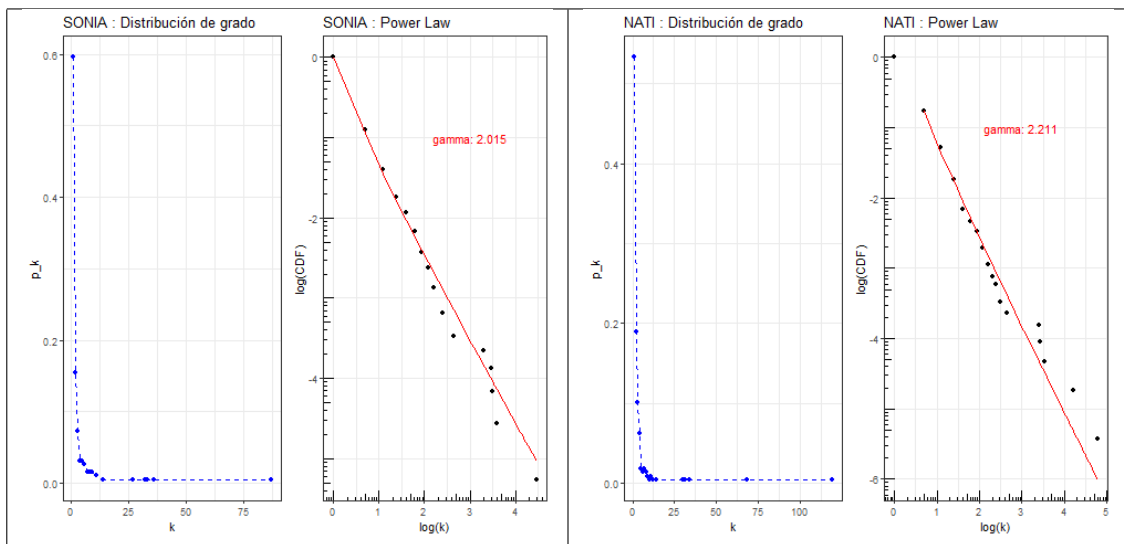 SONIA : Distribución de grado
SONIA : Power Law
NATI : Distribución de grado
NATI : Power Law
0.6
0.4
0.2
0.0
p_k
0
25
50
75
k
0
-2
-4
log(CDF)
gamma: 2.015
0
1
2
3
4
log(k)
0.4
0.2
0.0
p_k
0
25
50
75
100
k
0
-2
-4
-6
log(CDF)
gamma: 2.211
0
1
2
3
4
5
log(k)